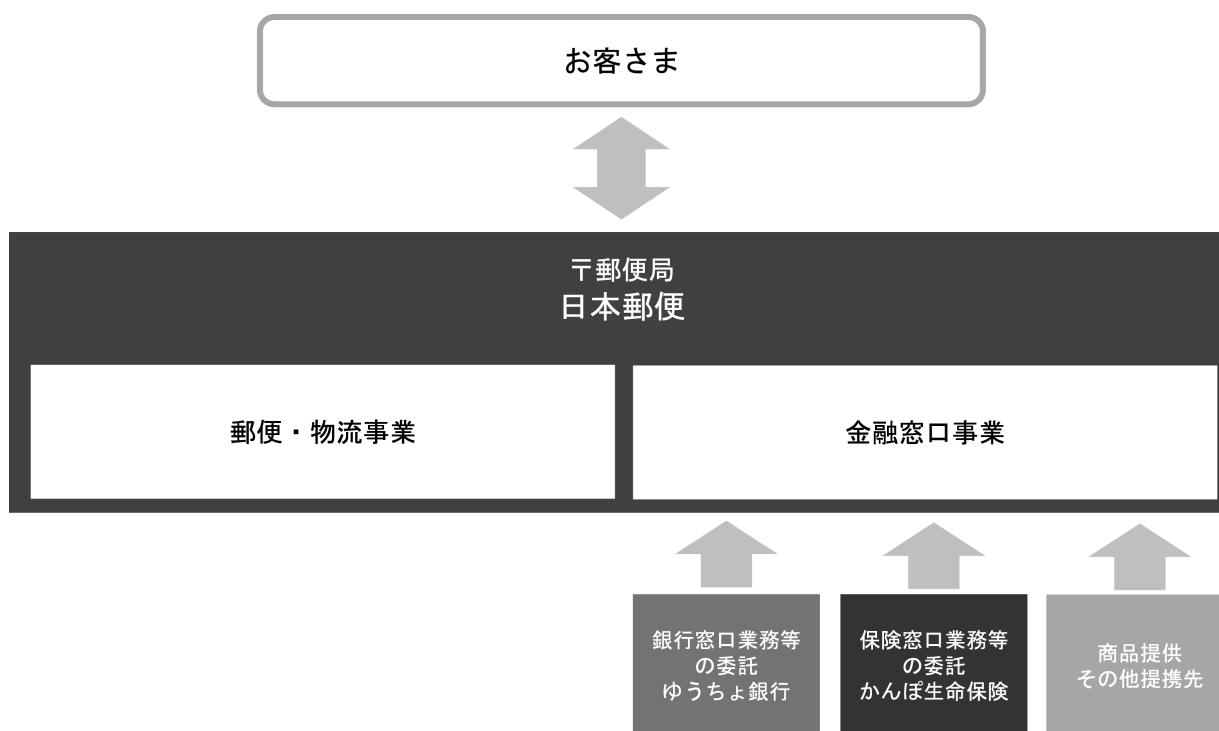 お客さま
〒郵便局
日本郵便
郵便・物流事業
金融窓口事業
銀行窓口業務等
の委託
ゆうちょ銀行
保険窓口業務等
の委託
かんぽ生命保険
商品提供
その他提携先